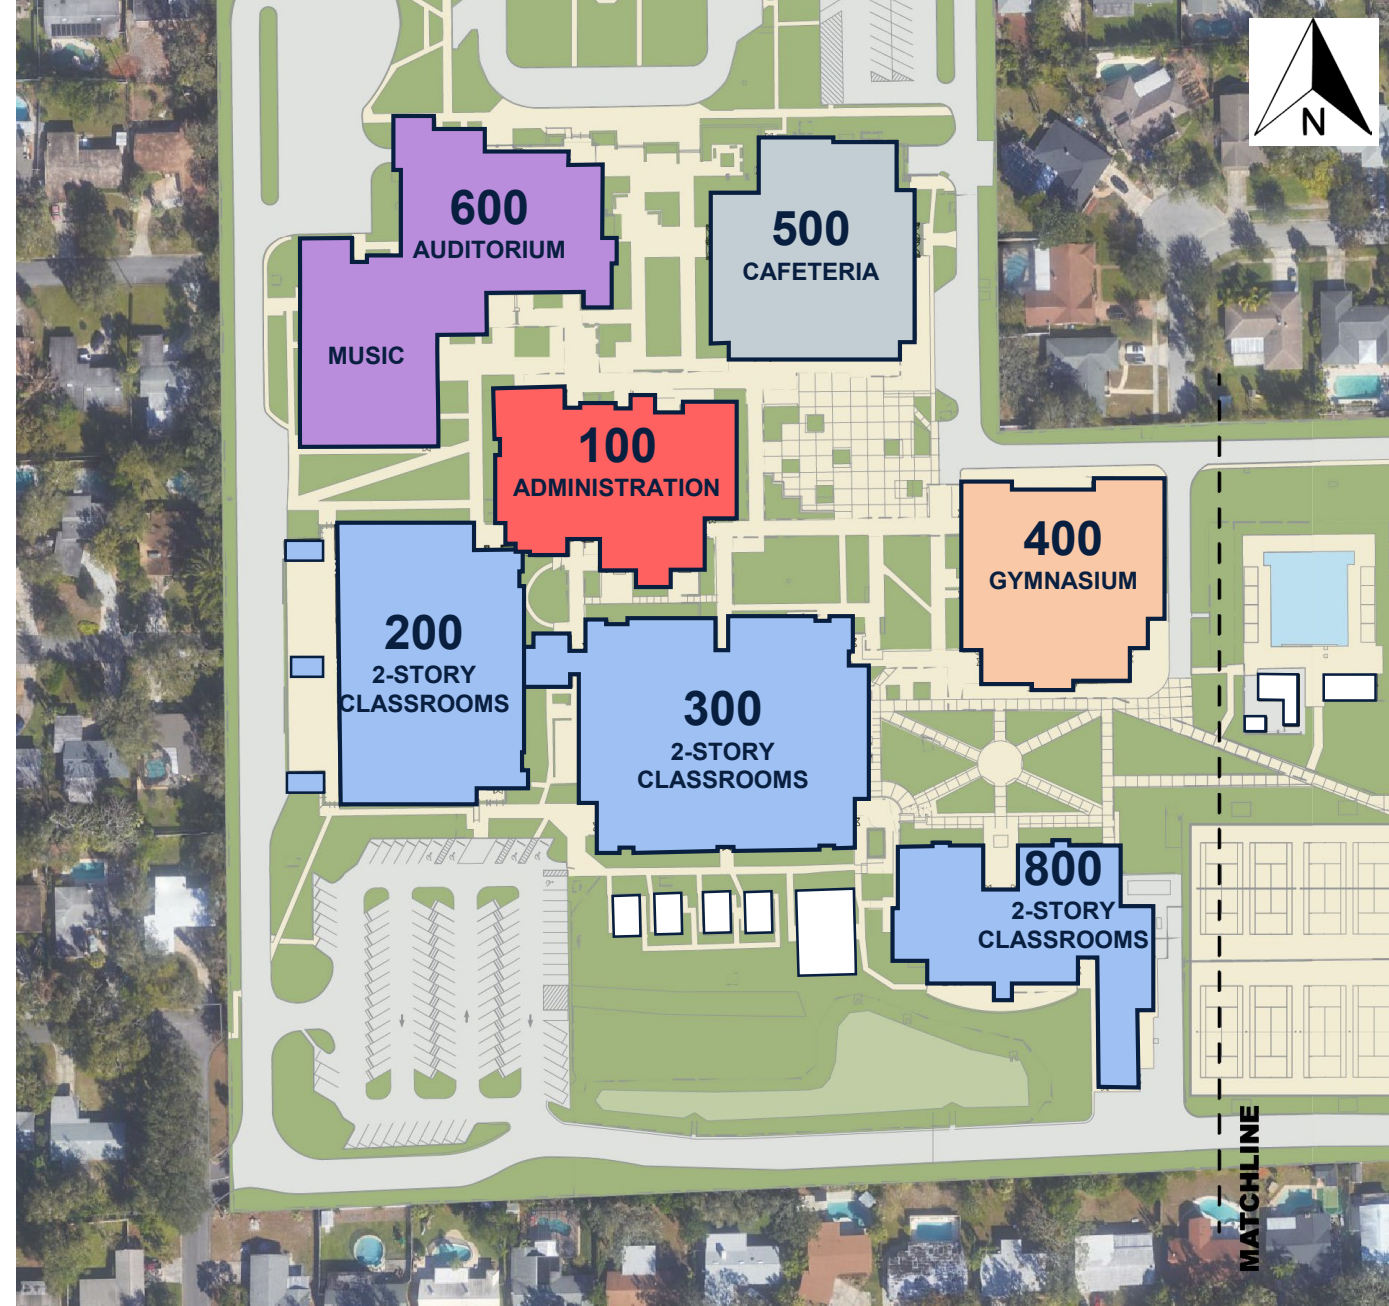 N
600
AUDITORIUM
MUSIC
500
CAFETERIA
100
ADMINISTRATION
400
GYMNASIUM
200
2-STORY
CLASSROOMS
300
2-STORY
CLASSROOMS
800
2-STORY
CLASSROOMS
MATCHLINE